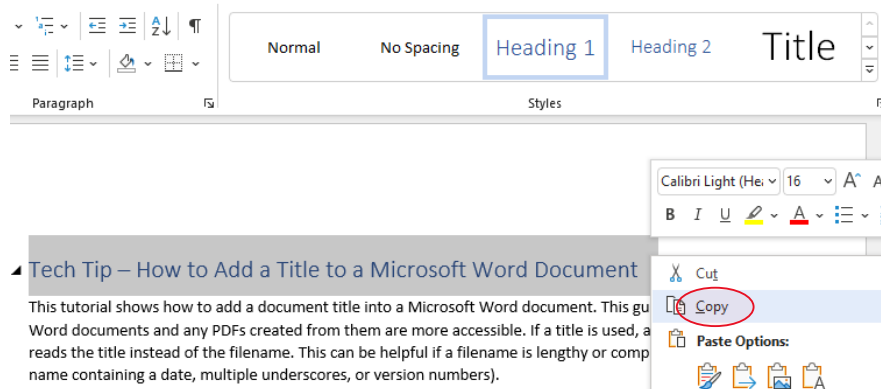 Normal
No Spacing
Heading 1
Heading 2
Title
Paragraph
Styles
Calibri Light (He
16
B I U A
Tech Tip – How to Add a Title to a Microsoft Word Document
Cut
This tutorial shows how to add a document title into a Microsoft Word document. This gu
Copy
Word documents and any PDFs created from them are more accessible. If a title is used, a
Paste Options:
reads the title instead of the filename. This can be helpful if a filename is lengthy or comp
name containing a date, multiple underscores, or version numbers).